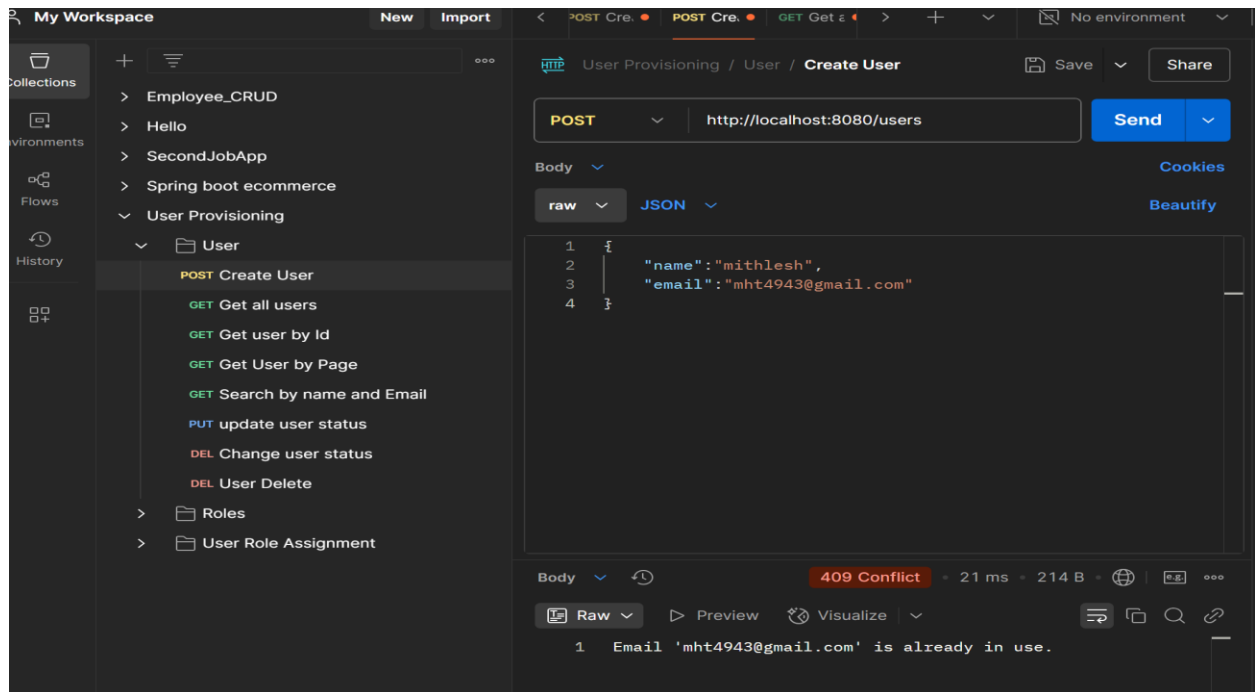 My Workspace
New
Import
POST Cre.
POST Cre.
GET Get a
No environment
Collections
Flows
History
Employee_CRUD
Hello
SecondJobApp
Spring boot ecommerce
User Provisioning
User
POST Create User
GET Get all users
GET Get user by Id
GET Get User by Page
GET Search by name and Email
PUT update user status
DEL Change user status
DEL User Delete
Roles
User Role Assignment
HTTP User Provisioning / User / Create User
Save
Share
POST
http://localhost:8080/users
Send
Body
Cookies
raw
JSON
Beautify
1 {
2 "name":"mithlesh",
3 "email":"mht4943@gmail.com"
4 }
Body
409 Conflict
21 ms
214 B
e.g.
Raw
Preview
Visualize
1 Email 'mht4943@gmail.com' is already in use.